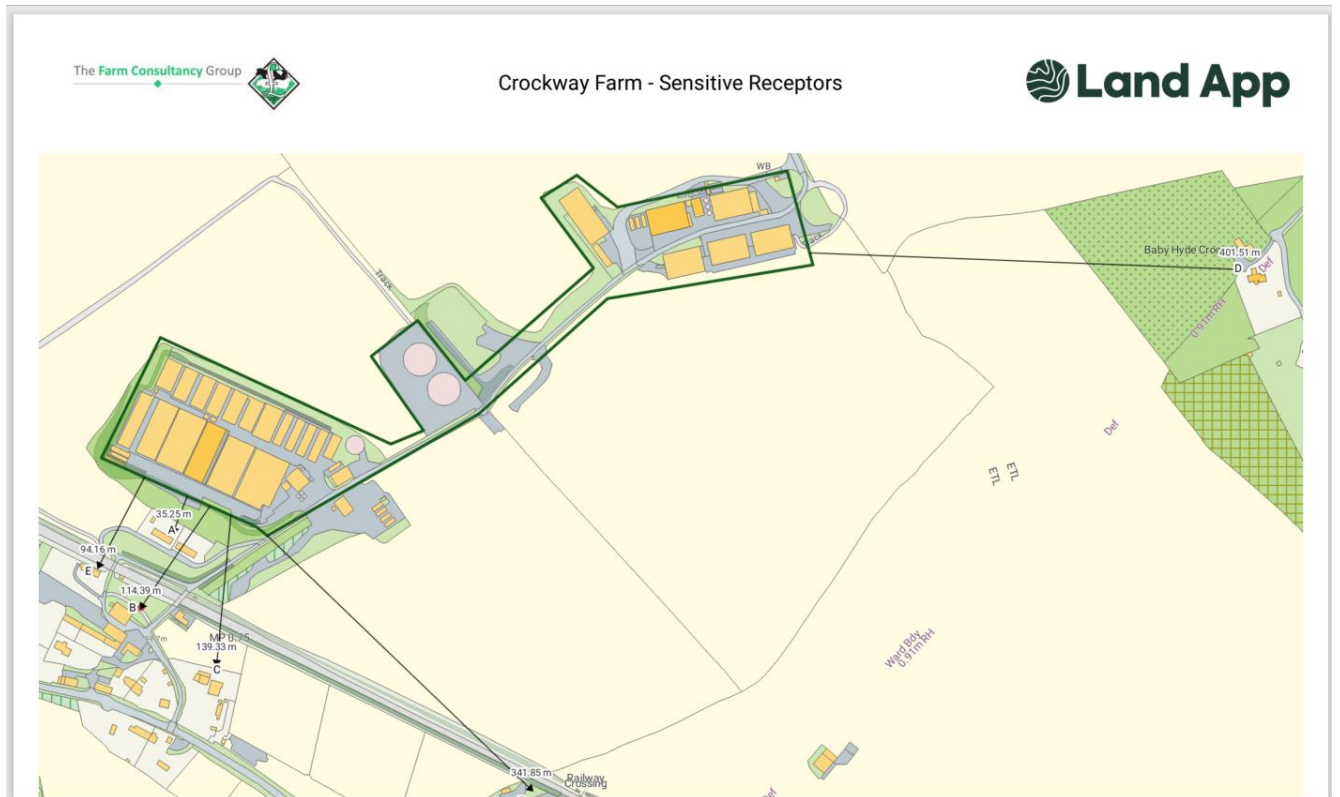 The Farm Consultancy Group
Crockway Farm - Sensitive Receptors
Land App
WB
Track
Track
Baby Hyde Cro
401.51 m
D
Def
0.91m RH
Def
ETL
ETL
35.25 m
A
94.16 m
E
114.39 m
B
MP 0.75
139.33 m
C
Ward Bdy
0.91m RH
341.85 m
Railway
Crossing
Def